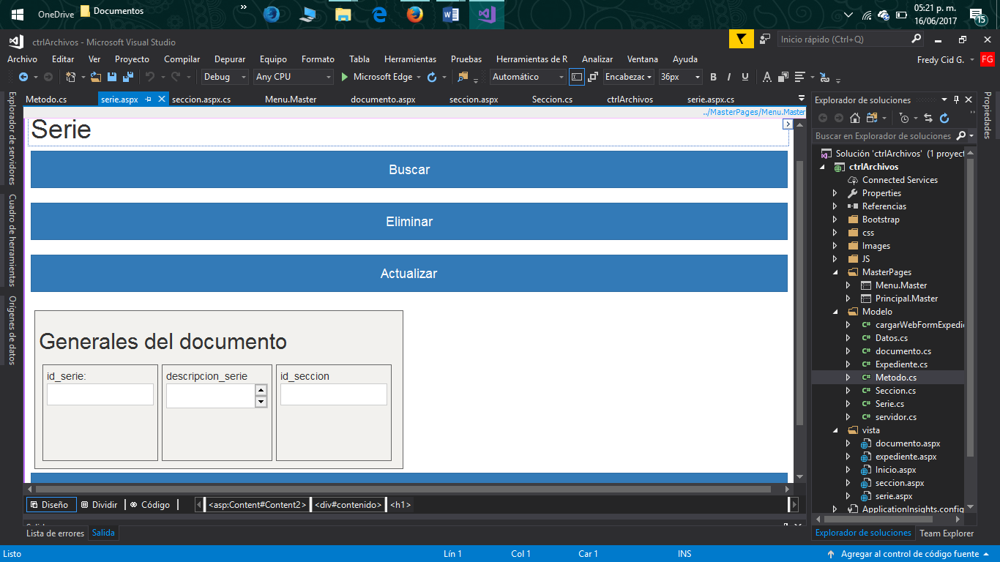 OneDrive
Documentos
»
05:21 p. m.
16/06/2017
15
ctrlArchivos - Microsoft Visual Studio
Inicio rápido (Ctrl+Q)
Archivo Editar Ver Proyecto Compilar Depurar Equipo Formato Tabla Herramientas Pruebas Herramientas de R Analizar Ventana Ayuda
Fredy Cid G.
FG
Debug Any CPU Microsoft Edge Automático Encabezac 36px B I U A
Explorador de servidores
Cuadro de herramientas
Orígenes de datos
Metodo.cs serie.aspx seccion.aspx.cs Menu.Master documento.aspx seccion.aspx Seccion.cs ctrlArchivos serie.aspx.cs
../MasterPages/Menu.Master
Serie
Buscar
Eliminar
Actualizar
Generales del documento
id_serie: descripcion_serie id_seccion
Diseño Dividir Código <asp:Content#Content2> <div#contenido> <h1>
Salida
Lista de errores Salida
Explorador de soluciones
Buscar en Explorador de soluciones
Solución 'ctrlArchivos' (1 proyect
ctrlArchivos
Connected Services
Properties
Referencias
Bootstrap
css
Images
JS
MasterPages
Menu.Master
Principal.Master
Modelo
C# cargarWebFormExpedi
C# Datos.cs
C# documento.cs
C# Expediente.cs
C# Metodo.cs
C# Seccion.cs
C# Serie.cs
C# servidor.cs
vista
documento.aspx
expediente.aspx
Inicio.aspx
seccion.aspx
serie.aspx
ApplicationInsights.config
Explorador de soluciones Team Explorer
Propiedades
Listo Lín 1 Col 1 Car 1 INS Agregar al control de código fuente